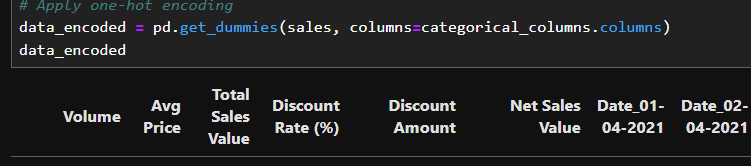 # Apply one-hot encoding
data_encoded = pd.get_dummies(sales, columns=categorical_columns.columns)
data_encoded
Volume Avg Price Total Sales Value Discount Rate (%) Discount Amount Net Sales Value Date_01-04-2021 Date_02-04-2021